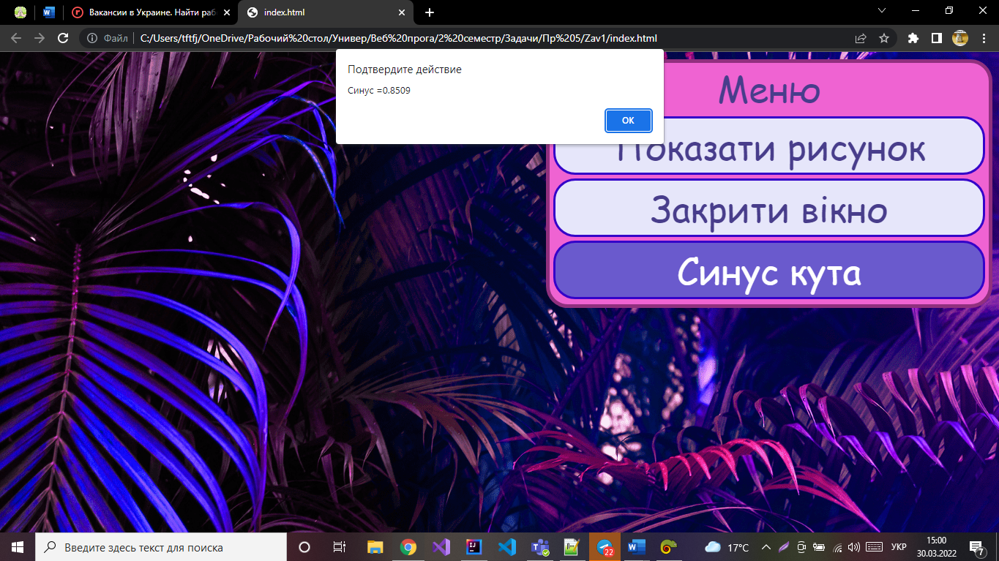 Вакансии в Украине. Найти раб
index.html
Файл
C:/Users/tftfj/OneDrive/Рабочий%20стол/Универ/Веб%20прога/2%20семестр/Задачи/Пр%205/Zav1/index.html
Подтвердите действие
Синус =0.8509
OK
Меню
Показати рисунок
Закрити вікно
Синус кута
Введите здесь текст для поиска
22
17°C
УКР
15:00
30.03.2022
7